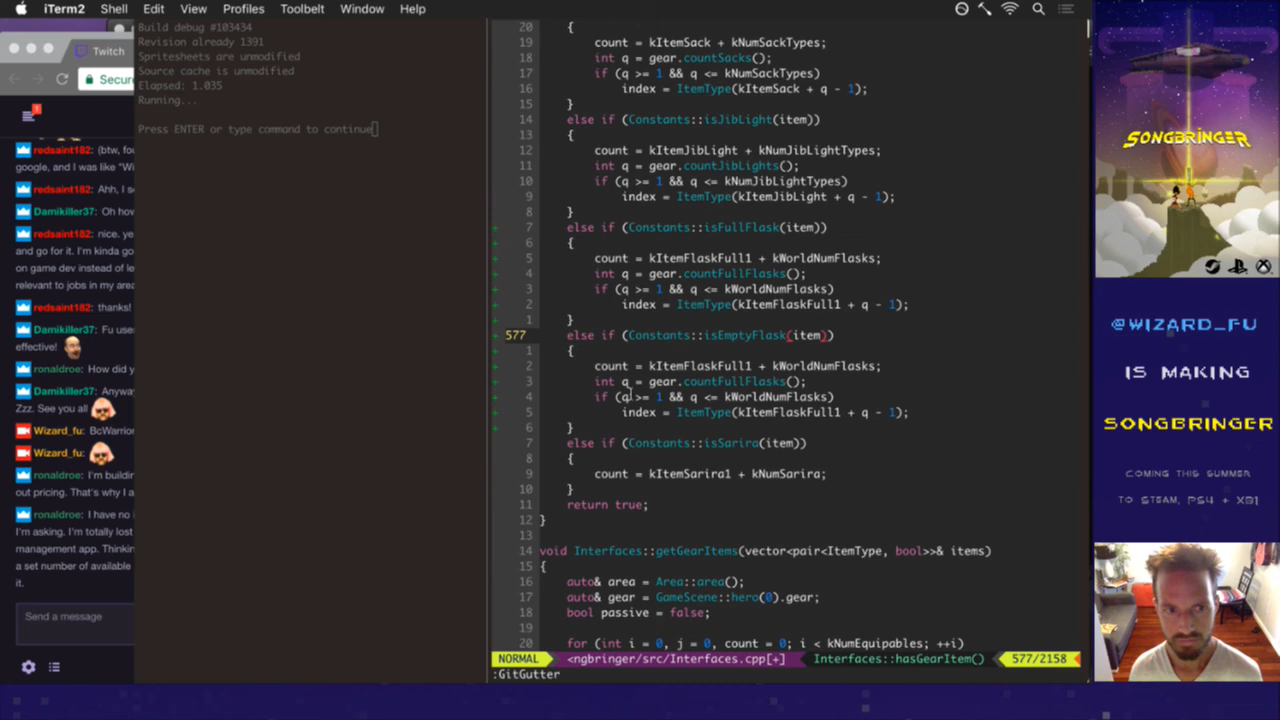 iTerm2 Shell Edit View Profiles Toolbelt Window Help
Twitch
Secure
1
redsaint182: (btw, fou
google, and I was like "Wi
redsaint182: Ahh, I s
Damikiller37: Oh how
redsaint182: nice. ye
and go for it. I'm kinda go
on game dev instead of le
relevant to jobs in my area
redsaint182: thanks!
Damikiller37: Fu use
effective!
ronaldroe: How did y
Damikiller37: Anyway
Zzz. See you all
Wizard_fu: BcWarrior
Wizard_fu:
ronaldroe: I'm building
out pricing. That's why I a
ronaldroe: I have no i
I'm asking. I'm totally lost
management app. Thinkin
a set number of available
it.
Send a message
Build debug #103434
Revision already 1391
Spritesheets are unmodified
Source cache is unmodified
Elapsed: 1.035
Running...
Press ENTER or type command to continue
20 {
19 count = kItemSack + kNumSackTypes;
18 int q = gear.countSacks();
17 if (q >= 1 && q <= kNumSackTypes)
16 index = ItemType(kItemSack + q - 1);
15 }
14 else if (Constants::isJibLight(item))
13 {
12 count = kItemJibLight + kNumJibLightTypes;
11 int q = gear.countJibLights();
10 if (q >= 1 && q <= kNumJibLightTypes)
9 index = ItemType(kItemJibLight + q - 1);
8 }
+ 7 else if (Constants::isFullFlask(item))
+ 6 {
+ 5 count = kItemFlaskFull1 + kWorldNumFlasks;
+ 4 int q = gear.countFullFlasks();
+ 3 if (q >= 1 && q <= kWorldNumFlasks)
+ 2 index = ItemType(kItemFlaskFull1 + q - 1);
+ 1 }
+ 577 else if (Constants::isEmptyFlask(item))
+ 1 {
+ 2 count = kItemFlaskFull1 + kWorldNumFlasks;
+ 3 int q = gear.countFullFlasks();
+ 4 if (q >= 1 && q <= kWorldNumFlasks)
+ 5 index = ItemType(kItemFlaskFull1 + q - 1);
+ 6 }
7 else if (Constants::isSarira(item))
8 {
9 count = kItemSarira1 + kNumSarira;
10 }
11 return true;
12 }
13
14 void Interfaces::getGearItems(vector<pair<ItemType, bool>>& items)
15 {
16 auto& area = Area::area();
17 auto& gear = GameScene::hero(0).gear;
18 bool passive = false;
19
20 for (int i = 0, j = 0, count = 0; i < kNumEquipables; ++i)
NORMAL <ngbringer/src/Interfaces.cpp[+] Interfaces::hasGearItem() 577/2158
:GitGutter
SONGBRINGER
@WIZARD_FU
IS MAKING
SONGBRINGER
COMING THIS SUMMER
TO STEAM, PS4 + XB1